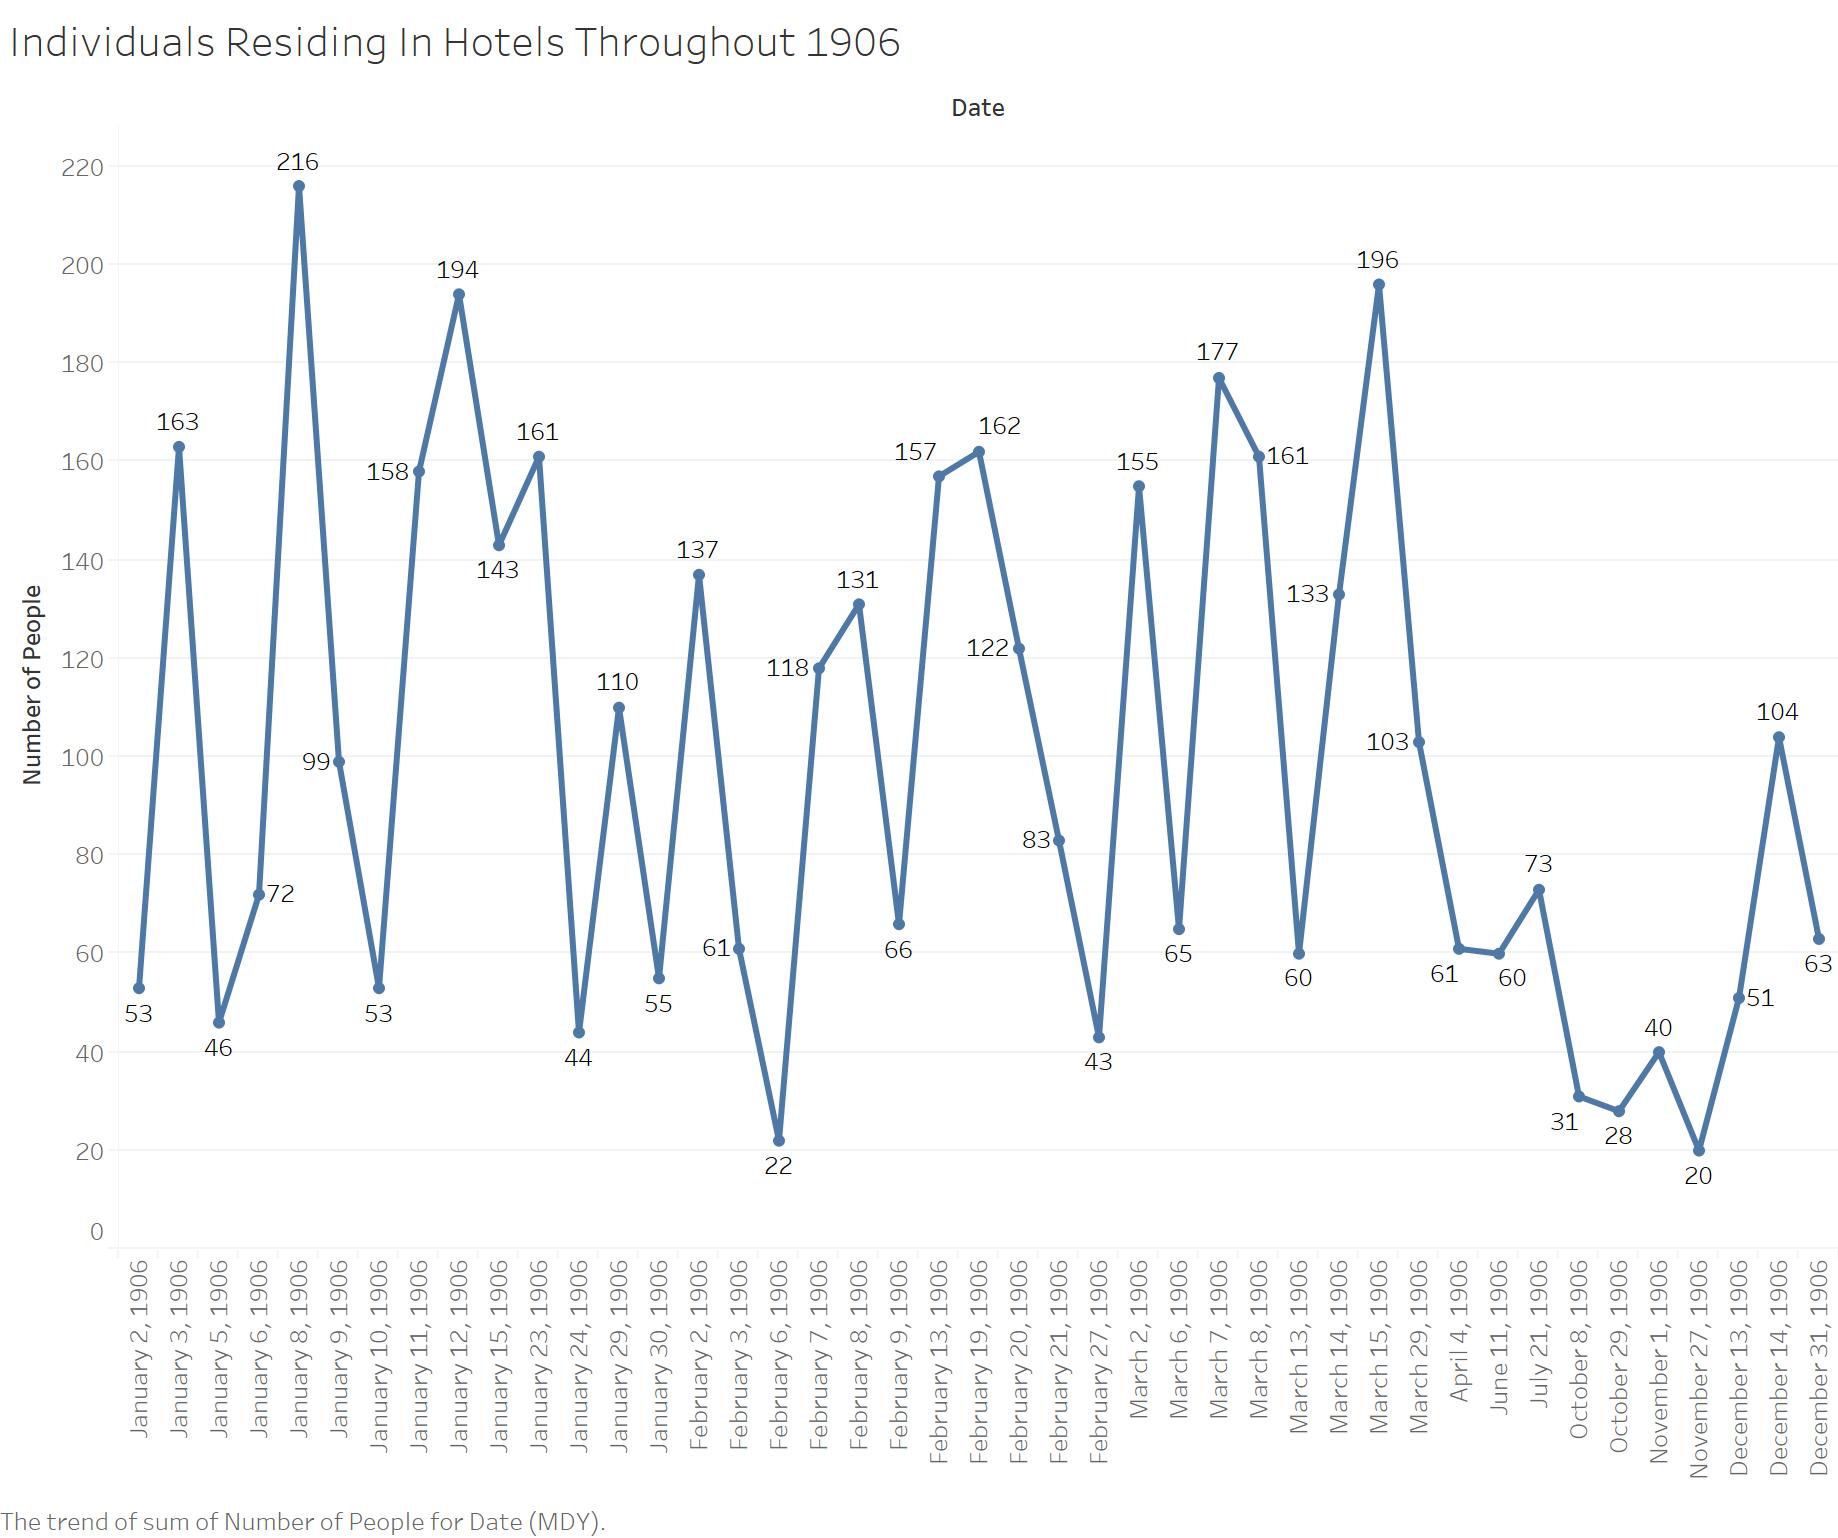 Individuals Residing In Hotels Throughout 1906
Date
Number of People
220
200
180
160
140
120
100
80
60
40
20
0
53
163
46
72
216
99
53
158
194
143
161
44
110
55
137
61
22
118
131
66
157
162
122
83
43
155
65
177
161
60
133
196
103
61
60
73
31
28
40
20
51
104
63
January 2, 1906
January 3, 1906
January 5, 1906
January 6, 1906
January 8, 1906
January 9, 1906
January 10, 1906
January 11, 1906
January 12, 1906
January 15, 1906
January 23, 1906
January 24, 1906
January 29, 1906
January 30, 1906
February 2, 1906
February 3, 1906
February 6, 1906
February 7, 1906
February 8, 1906
February 9, 1906
February 13, 1906
February 19, 1906
February 20, 1906
February 21, 1906
February 27, 1906
March 2, 1906
March 6, 1906
March 7, 1906
March 8, 1906
March 13, 1906
March 14, 1906
March 15, 1906
March 29, 1906
April 4, 1906
June 11, 1906
July 21, 1906
October 8, 1906
October 29, 1906
November 1, 1906
November 27, 1906
December 13, 1906
December 14, 1906
December 31, 1906
The trend of sum of Number of People for Date (MDY).